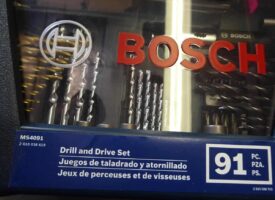 BOSCH
BOSCH
MS4091
Drill and Drive Set
Juegos de taladrado y atornillado
Jeux de perceuses et de visseuses
91 PC.
PZA.
PS.